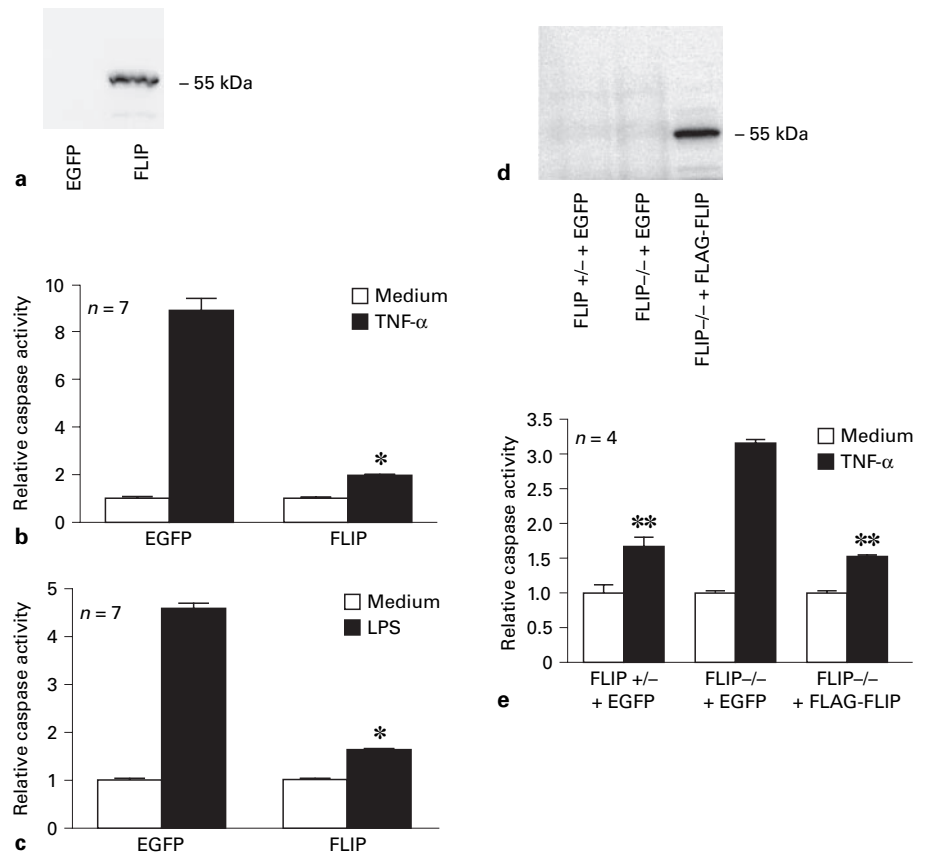 – 55 kDa
EGFP
FLIP
a
Relative caspase activity
10
8
6
4
2
0
n = 7
Medium
TNF-α
*
EGFP
FLIP
b
Relative caspase activity
5
4
3
2
1
0
n = 7
Medium
LPS
*
EGFP
FLIP
c
– 55 kDa
d
FLIP +/– + EGFP
FLIP–/– + EGFP
FLIP–/– + FLAG-FLIP
Relative caspase activity
3.5
3.0
2.5
2.0
1.5
1.0
0.5
0
n = 4
Medium
TNF-α
**
**
FLIP +/–
+ EGFP
FLIP–/–
+ EGFP
FLIP–/–
+ FLAG-FLIP
e